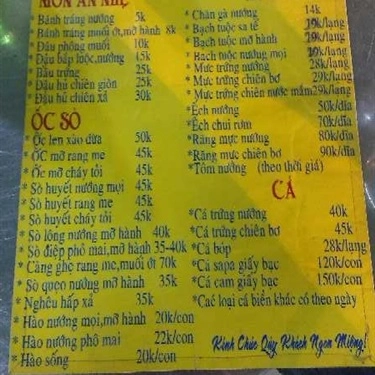 MÓN ĂN NHẸ
* Bánh tráng nướng 5k
* Bánh tráng muối ớt, mỡ hành 8k
* Đậu phông muối 10k
* Đậu bắp luộc, nướng 15k
* Bầu trứng 25k
* Đậu hủ chiên giòn 25k
* Đậu hủ chiên xả 30k
ỐC SÒ
* Ốc len xào dừa 50k
* ỐC mỡ rang me 45k
* ỐC mỡ cháy tỏi 45k
* Sò huyết nướng mọi 45k
* Sò huyết rang me 45k
* Sò huyết cháy tỏi 45k
* Sò lông nướng mỡ hành 40k
* Sò điệp phô mai, mỡ hành 35-40k
* Càng ghẹ rang me, muối ớt 70k
* Sò queo nướng mỡ hành 35k
* Nghêu hấp xả 35k
* Hào nướng mọi, mỡ hành 20k/con
* Hào nướng phô mai 22k/con
* Hào sống 20k/con
* Chân gà nướng 14k
* Bạch tuộc sa tế 19k/lạng
* Bạch tuộc mỡ hành 29k/lạng
* Bạch tuộc nướng mọi 28k/lạng
* Mực trứng nướng 29k/lạng
* Mực trứng chiên bơ 29k/lạng
* Mực trứng chiên nước mắm 29k/lạng
* Ếch nướng 50k/dĩa
* Ếch chui rơm 70k/dĩa
* Răng mực nướng 80k/dĩa
* Răng mực chiên bơ 90k/dĩa
* Tôm nướng (theo thời giá)
CÁ
* Cá trứng nướng 40k
* Cá trứng chiên bơ 45k
* Cá bóp 28k/lạng
* Cá sapa giấy bạc 120k/con
* Cá cam giấy bạc 150k/con
* Các loại cá biển khác có theo ngày
Kính Chúc Qúy Khách Ngon Miệng!